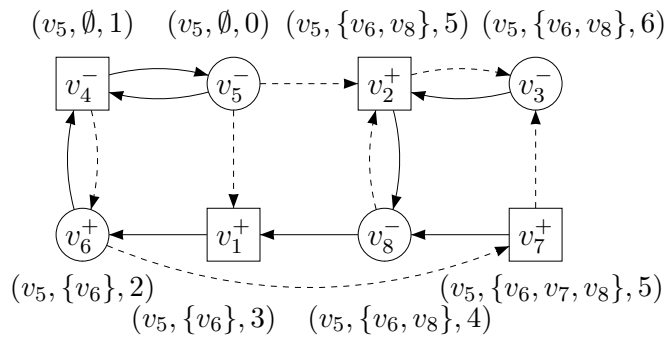 (v₅, ∅, 1) (v₅, ∅, 0) (v₅, {v₆, v₈}, 5) (v₅, {v₆, v₈}, 6)
v₄⁻ v₅⁻ v₂⁺ v₃⁻
v₆⁺ v₁⁺ v₈⁻ v₇⁺
(v₅, {v₆}, 2) (v₅, {v₆, v₇, v₈}, 5)
(v₅, {v₆}, 3) (v₅, {v₆, v₈}, 4)